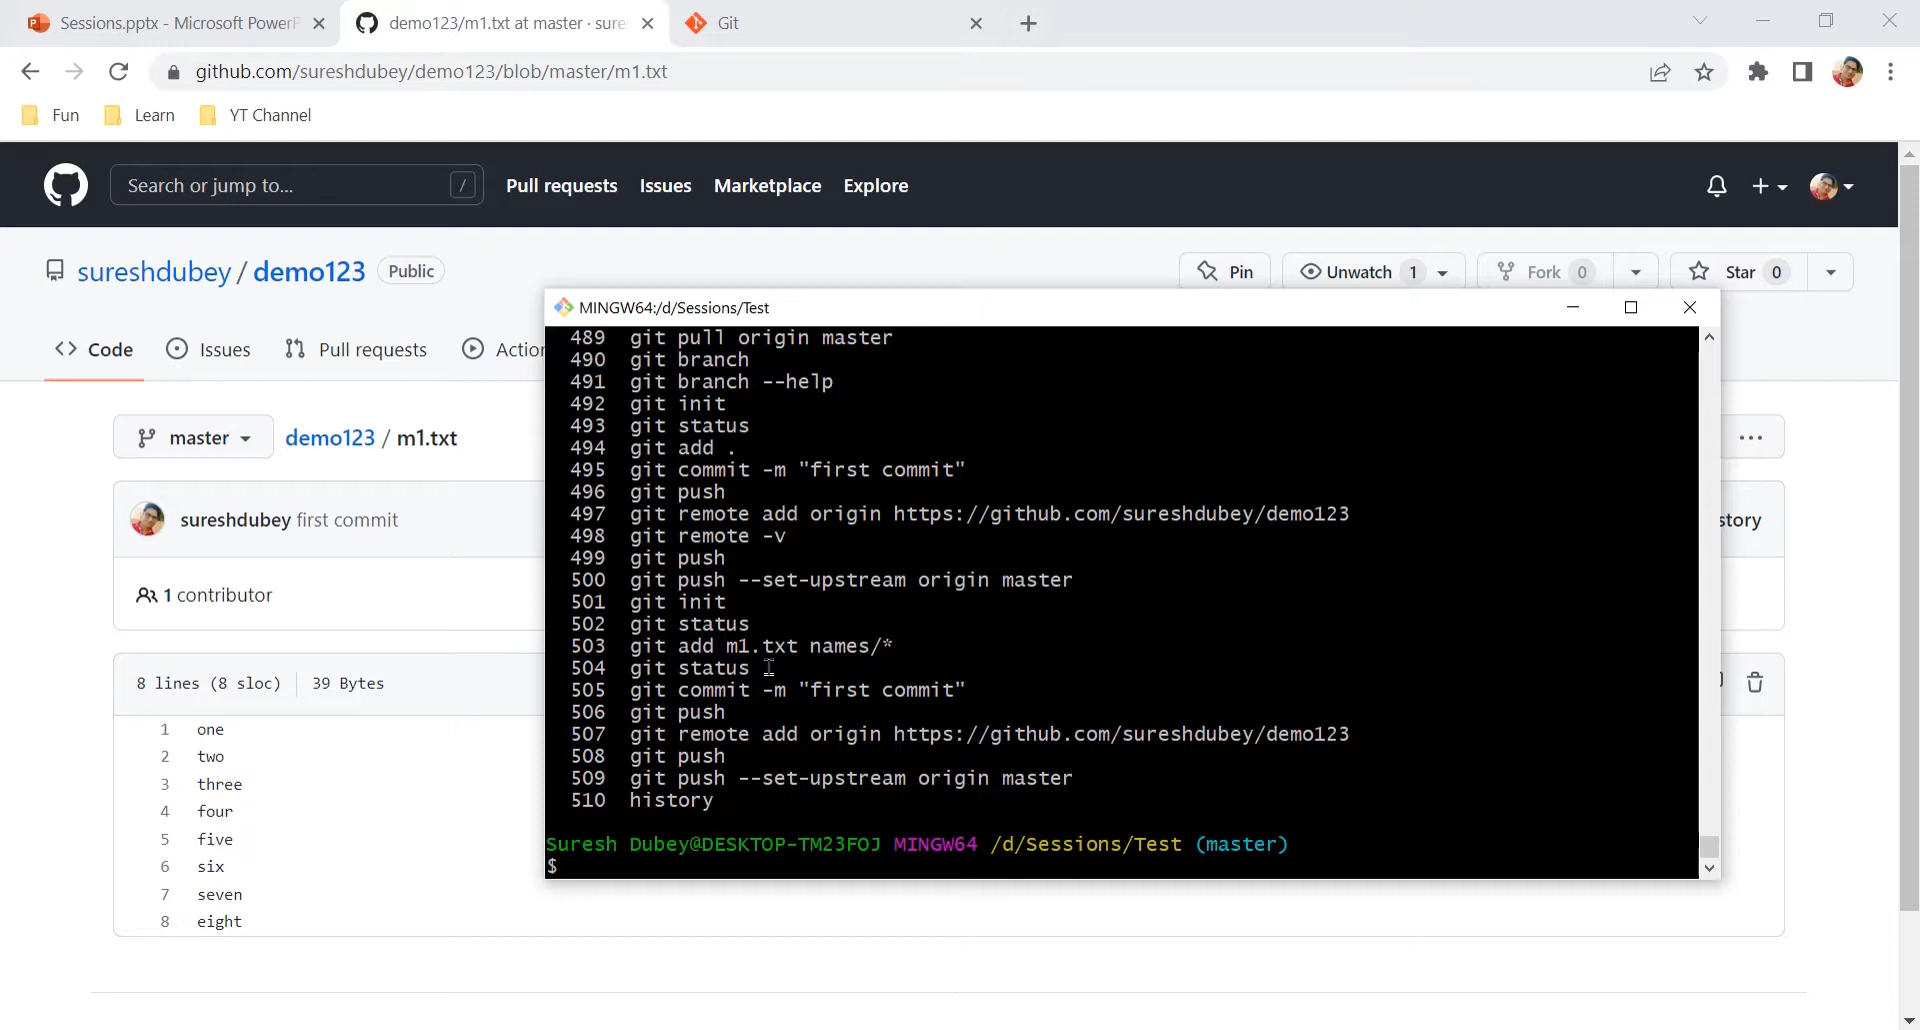 Sessions.pptx - Microsoft PowerP
demo123/m1.txt at master · sure
Git
github.com/sureshdubey/demo123/blob/master/m1.txt
Fun
Learn
YT Channel
Search or jump to...
/
Pull requests
Issues
Marketplace
Explore
sureshdubey / demo123
Public
Pin
Unwatch 1
Fork 0
Star 0
Code
Issues
Pull requests
Action
master
demo123 / m1.txt
...
sureshdubey first commit
story
1 contributor
8 lines (8 sloc)
39 Bytes
1 one
2 two
3 three
4 four
5 five
6 six
7 seven
8 eight
MINGW64:/d/Sessions/Test
489 git pull origin master
490 git branch
491 git branch --help
492 git init
493 git status
494 git add .
495 git commit -m "first commit"
496 git push
497 git remote add origin https://github.com/sureshdubey/demo123
498 git remote -v
499 git push
500 git push --set-upstream origin master
501 git init
502 git status
503 git add m1.txt names/*
504 git status
505 git commit -m "first commit"
506 git push
507 git remote add origin https://github.com/sureshdubey/demo123
508 git push
509 git push --set-upstream origin master
510 history
Suresh Dubey@DESKTOP-TM23FOJ MINGW64 /d/Sessions/Test (master)
$